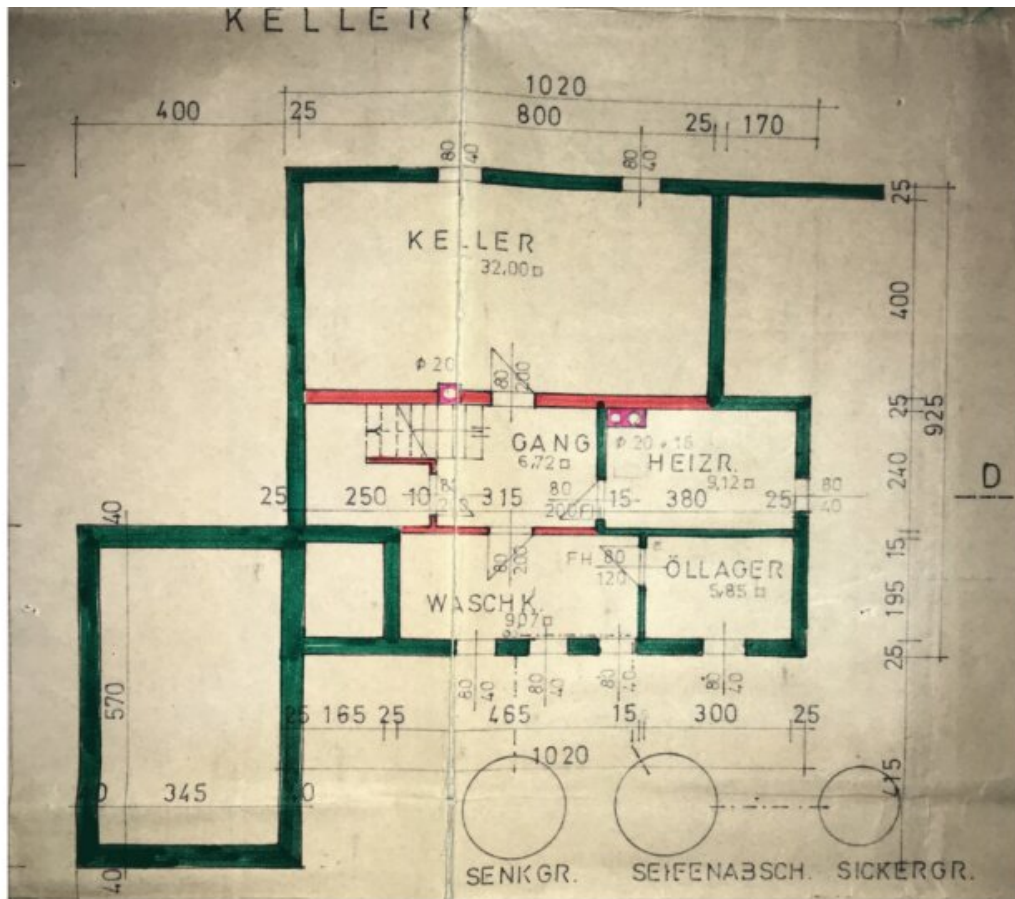 KELLER
1020
400 25 800 25 170
80 40
80 40
25
KELLER
32,00 □
400
φ 20
80 200
25
925
GANG
6,72 □
φ 20 + 16
HEIZR.
9,12 □
240
D
25 250 10 315 80 200 15 380 25
80 40
40
15
FH 80 120
80 200
ÖLLAGER
5,85 □
WASCHK.
9,07 □
195
25
80 40
80 40
80 40
80 40
570
25 165 25 465 15 300 25
1020
345
415
40
SENKGR. SEIFENABSCH. SICKERGR.